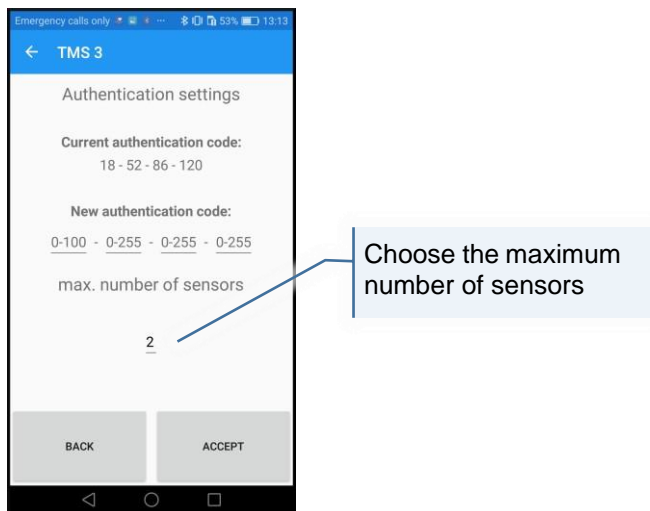 Emergency calls only ... 53% 13:13
← TMS 3
Authentication settings
Current authentication code:
18 - 52 - 86 - 120
New authentication code:
0-100 - 0-255 - 0-255 - 0-255
max. number of sensors
2
BACK ACCEPT
Choose the maximum
number of sensors